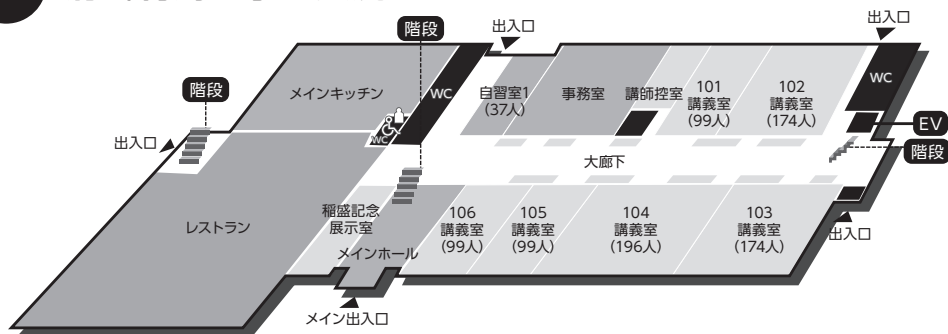 階段
出入口
出入口
階段
WC
メインキッチン
WC
自習室1
(37人)
事務室
講師控室
101
講義室
(99人)
102
講義室
(174人)
WC
EV
階段
出入口
大廊下
レストラン
稲盛記念
展示室
メインホール
106
講義室
(99人)
105
講義室
(99人)
104
講義室
(196人)
103
講義室
(174人)
出入口
メイン出入口